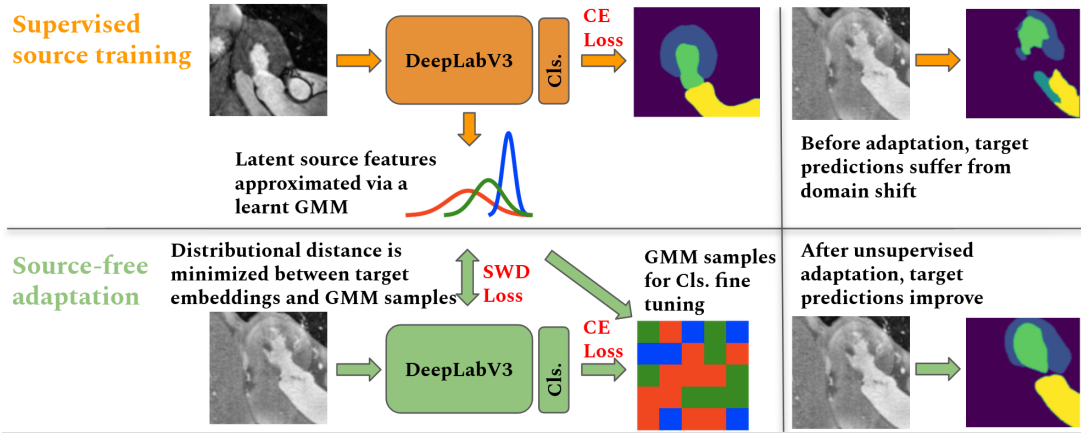 Supervised
source training
DeepLabV3
Cls.
CE
Loss
Latent source features
approximated via a
learnt GMM
Before adaptation, target
predictions suffer from
domain shift
Source-free
adaptation
Distributional distance is
minimized between target
embeddings and GMM samples
SWD
Loss
GMM samples
for Cls. fine
tuning
DeepLabV3
Cls.
CE
Loss
After unsupervised
adaptation, target
predictions improve